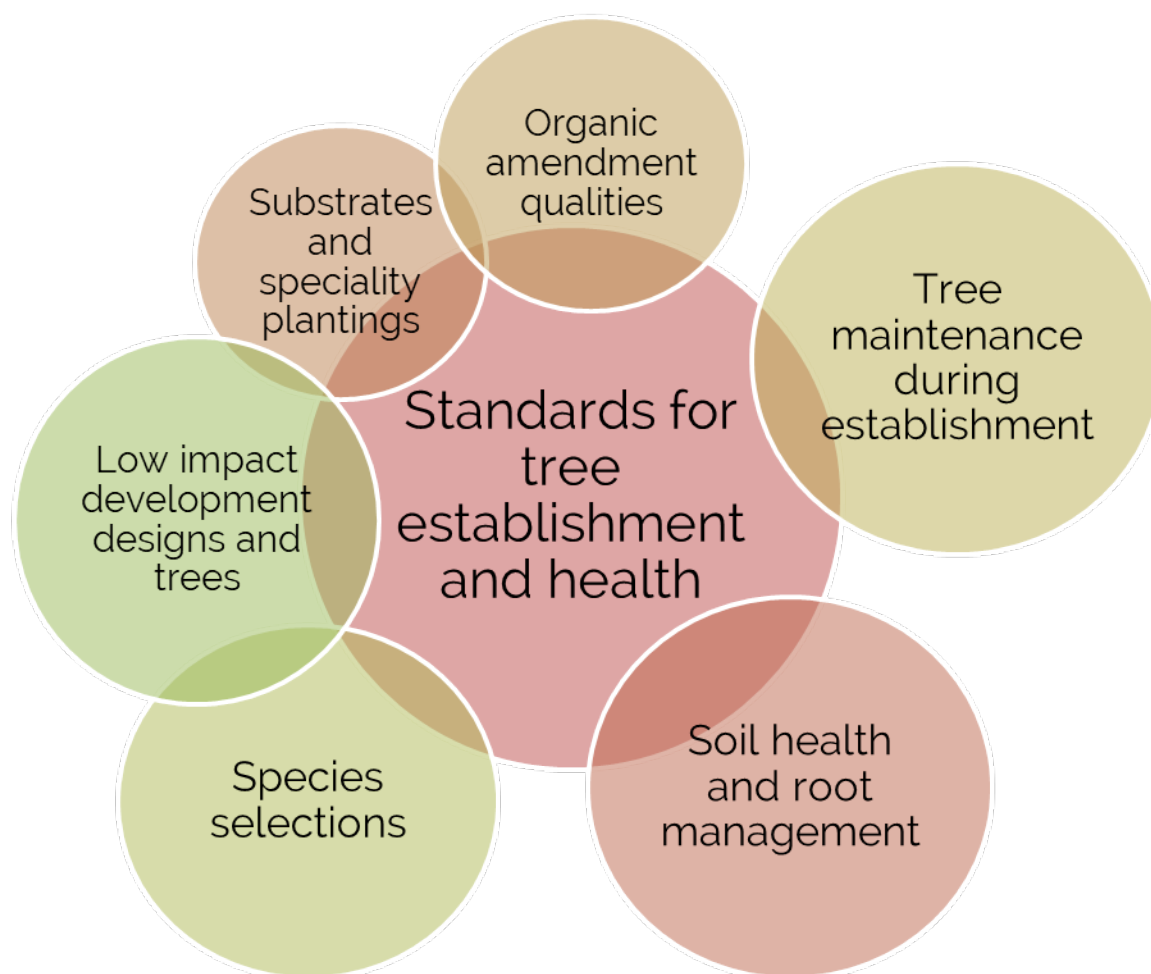 Organic
amendment
qualities
Substrates
and
speciality
plantings
Tree
maintenance
during
establishment
Standards for
tree
establishment
and health
Low impact
development
designs and
trees
Soil health
and root
management
Species
selections